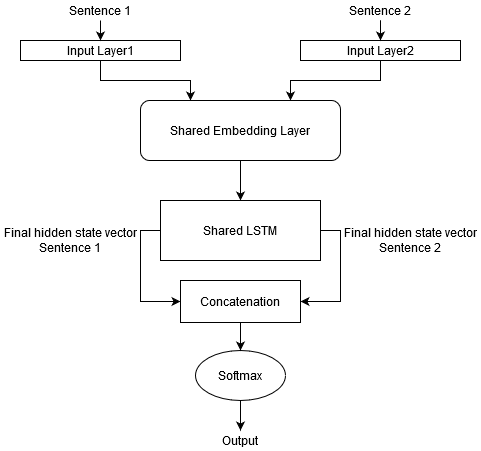 Sentence 1
Sentence 2
Input Layer1
Input Layer2
Shared Embedding Layer
Shared LSTM
Final hidden state vector
Sentence 1
Final hidden state vector
Sentence 2
Concatenation
Softmax
Output